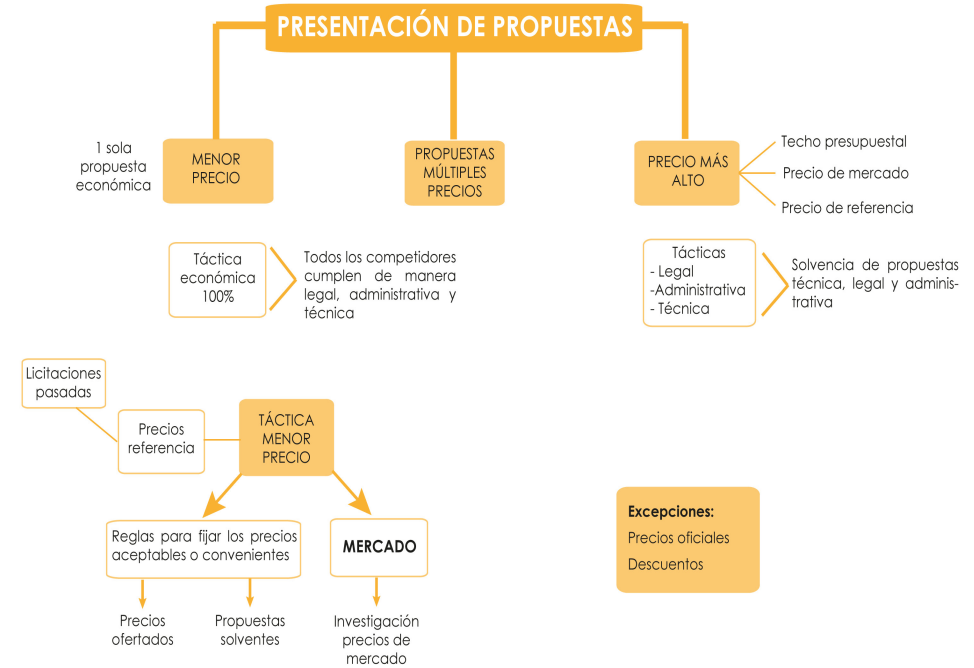 PRESENTACIÓN DE PROPUESTAS
1 sola
propuesta
económica
MENOR
PRECIO
PROPUESTAS
MÚLTIPLES
PRECIOS
PRECIO MÁS
ALTO
Techo presupuestal
Precio de mercado
Precio de referencia
Táctica
económica
100%
Todos los competidores
cumplen de manera
legal, administrativa y
técnica
Tácticas
- Legal
-Administrativa
- Técnica
Solvencia de propuestas
técnica, legal y adminis-
trativa
Licitaciones
pasadas
Precios
referencia
TÁCTICA
MENOR
PRECIO
Reglas para fijar los precios
aceptables o convenientes
MERCADO
Precios
ofertados
Propuestas
solventes
Investigación
precios de
mercado
Excepciones:
Precios oficiales
Descuentos